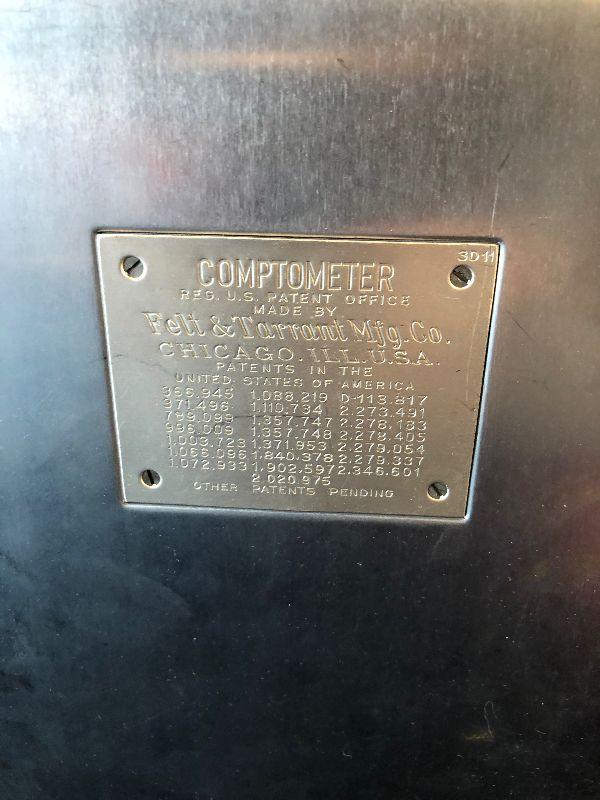 3D11
COMPTOMETER
REG. U.S. PATENT OFFICE
MADE BY
Felt & Tarrant Mfg. Co.
CHICAGO. ILL. U.S.A.
PATENTS IN THE
UNITED STATES OF AMERICA
366.945 1.088.219 D-113.817
971.496 1.110.734 2.273.491
789.099 1.357.747 2.278.183
996.009 1.357.748 2.278.405
1.003.723 1.371.953 2.279.054
1.066.096 1.840.378 2.279.337
1.072.933 1.902.597 2.346.601
2.020.975
OTHER PATENTS PENDING